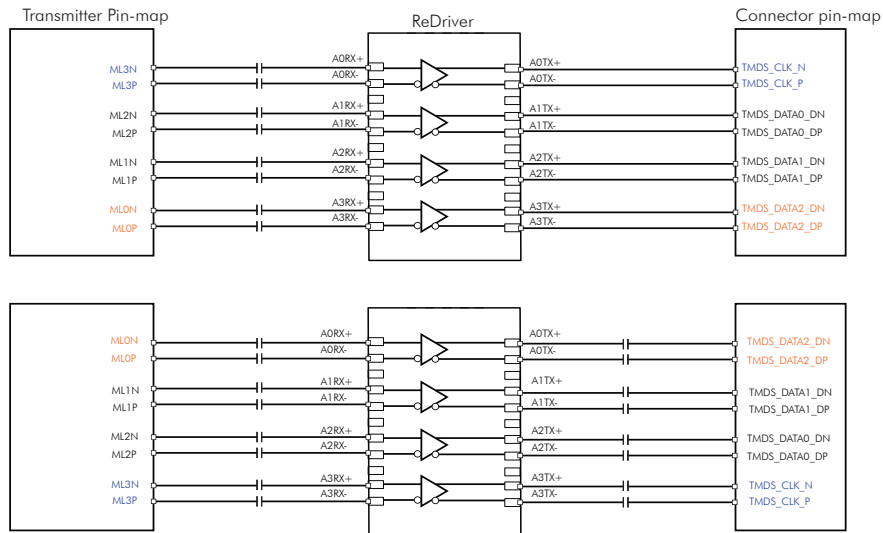 Transmitter Pin-map
ReDriver
Connector pin-map
ML3N
A0RX+
A0TX+
TMDS_CLK_N
ML3P
A0RX-
A0TX-
TMDS_CLK_P
ML2N
A1RX+
A1TX+
TMDS_DATA0_DN
ML2P
A1RX-
A1TX-
TMDS_DATA0_DP
ML1N
A2RX+
A2TX+
TMDS_DATA1_DN
ML1P
A2RX-
A2TX-
TMDS_DATA1_DP
ML0N
A3RX+
A3TX+
TMDS_DATA2_DN
ML0P
A3RX-
A3TX-
TMDS_DATA2_DP
ML0N
A0RX+
A0TX+
TMDS_DATA2_DN
ML0P
A0RX-
A0TX-
TMDS_DATA2_DP
ML1N
A1RX+
A1TX+
TMDS_DATA1_DN
ML1P
A1RX-
A1TX-
TMDS_DATA1_DP
ML2N
A2RX+
A2TX+
TMDS_DATA0_DN
ML2P
A2RX-
A2TX-
TMDS_DATA0_DP
ML3N
A3RX+
A3TX+
TMDS_CLK_N
ML3P
A3RX-
A3TX-
TMDS_CLK_P